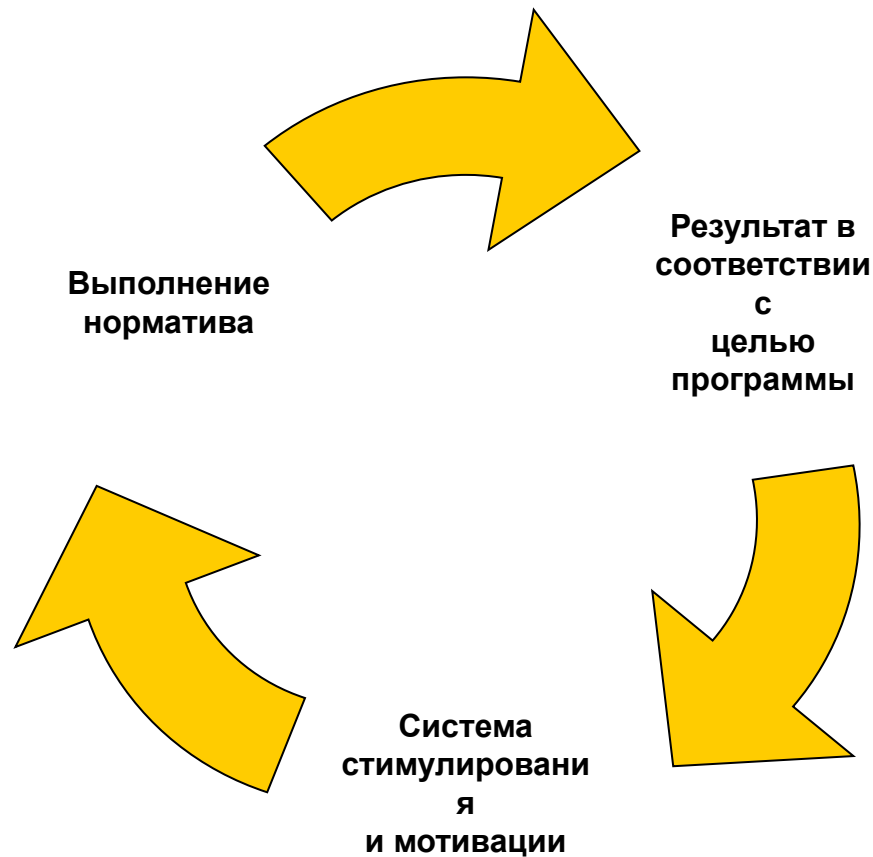 Выполнение
норматива
Результат в
соответствии
с
целью
программы
Система
стимулировани
я
и мотивации